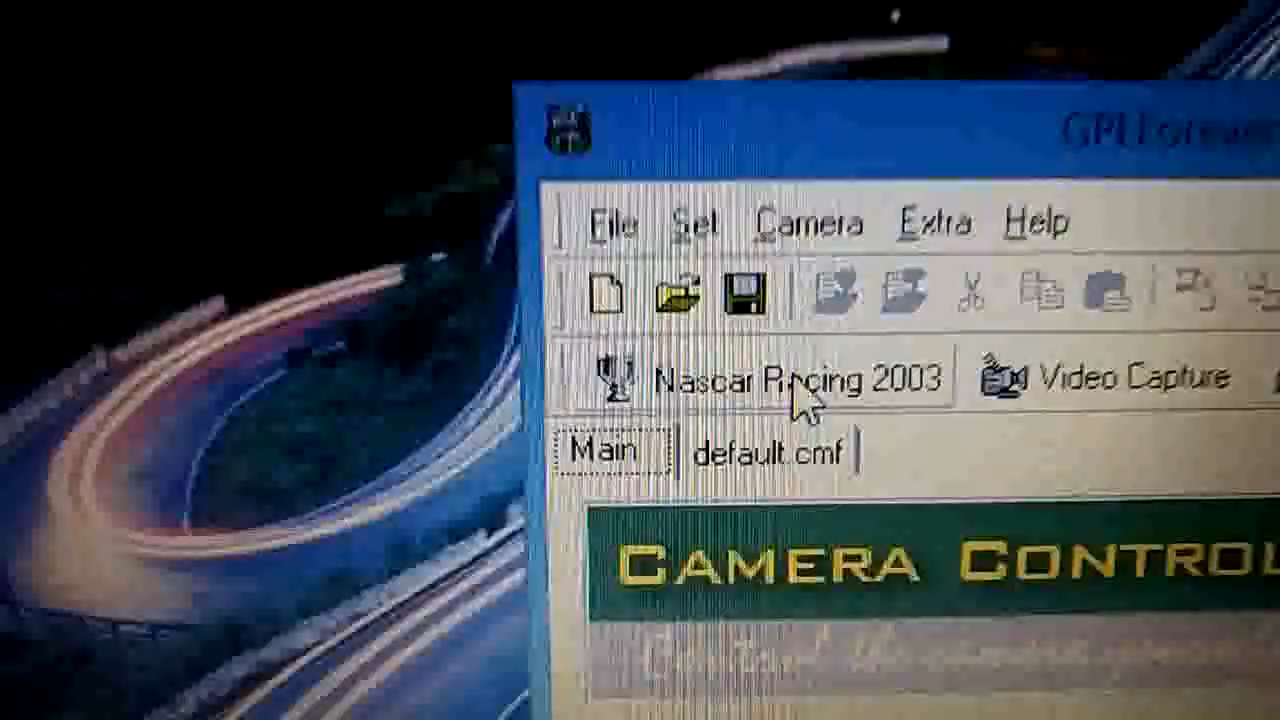 File Set Camera Extra Help
Nascar Racing 2003 Video Capture
Main default.cmf
CAMERA CONTROL